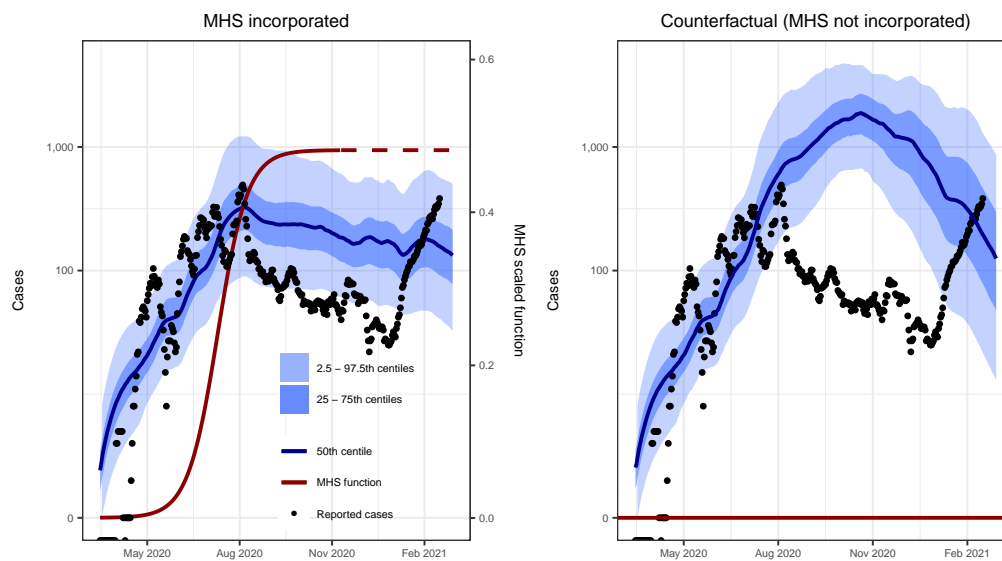 MHS incorporated
Counterfactual (MHS not incorporated)
Cases
1,000
100
0
0.6
0.4
0.2
0.0
MHS scaled function
2.5 − 97.5th centiles
25 − 75th centiles
50th centile
MHS function
Reported cases
May 2020
Aug 2020
Nov 2020
Feb 2021
Cases
1,000
100
0
May 2020
Aug 2020
Nov 2020
Feb 2021